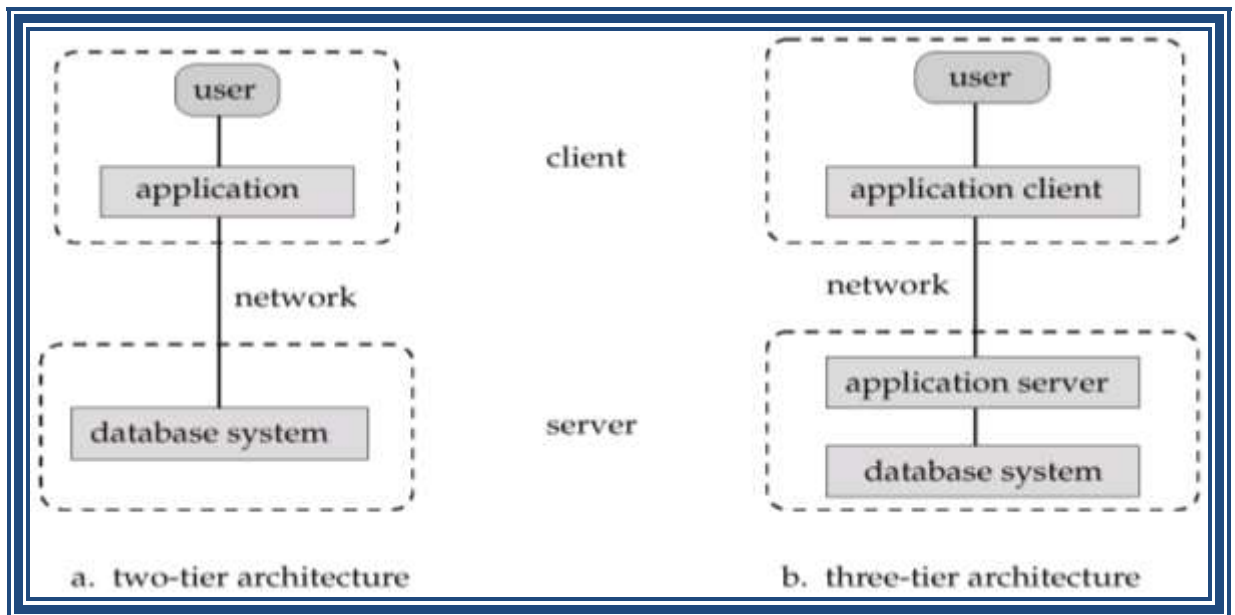 user
application
network
database system
a. two-tier architecture
client
server
user
application client
network
application server
database system
b. three-tier architecture